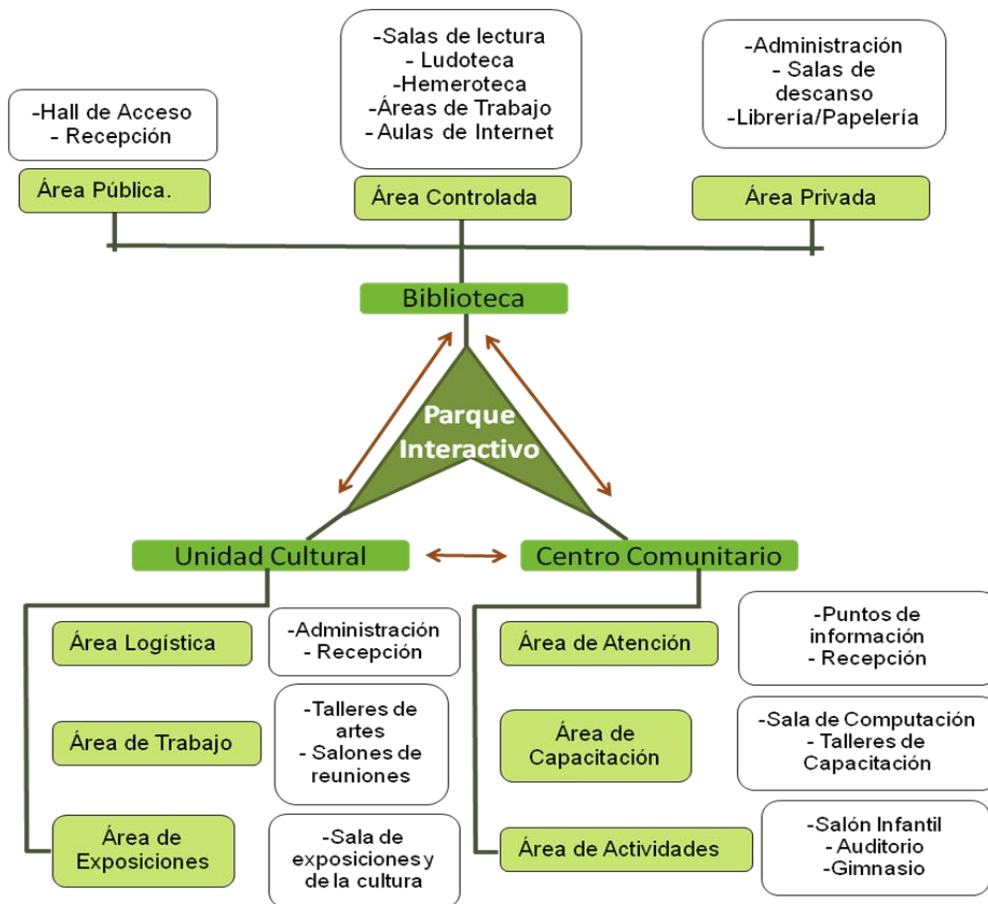 -Hall de Acceso
- Recepción
Área Pública.
-Salas de lectura
- Ludoteca
-Hemeroteca
-Áreas de Trabajo
- Aulas de Internet
Área Controlada
-Administración
- Salas de
descanso
-Librería/Papelería
Área Privada
Biblioteca
Parque
Interactivo
Unidad Cultural
Centro Comunitario
Área Logística
-Administración
- Recepción
Área de Trabajo
-Talleres de
artes
- Salones de
reuniones
Área de
Exposiciones
-Sala de
exposiciones y
de la cultura
Área de Atención
-Puntos de
información
- Recepción
Área de
Capacitación
-Sala de Computación
- Talleres de
Capacitación
Área de Actividades
-Salón Infantil
- Auditorio
-Gimnasio